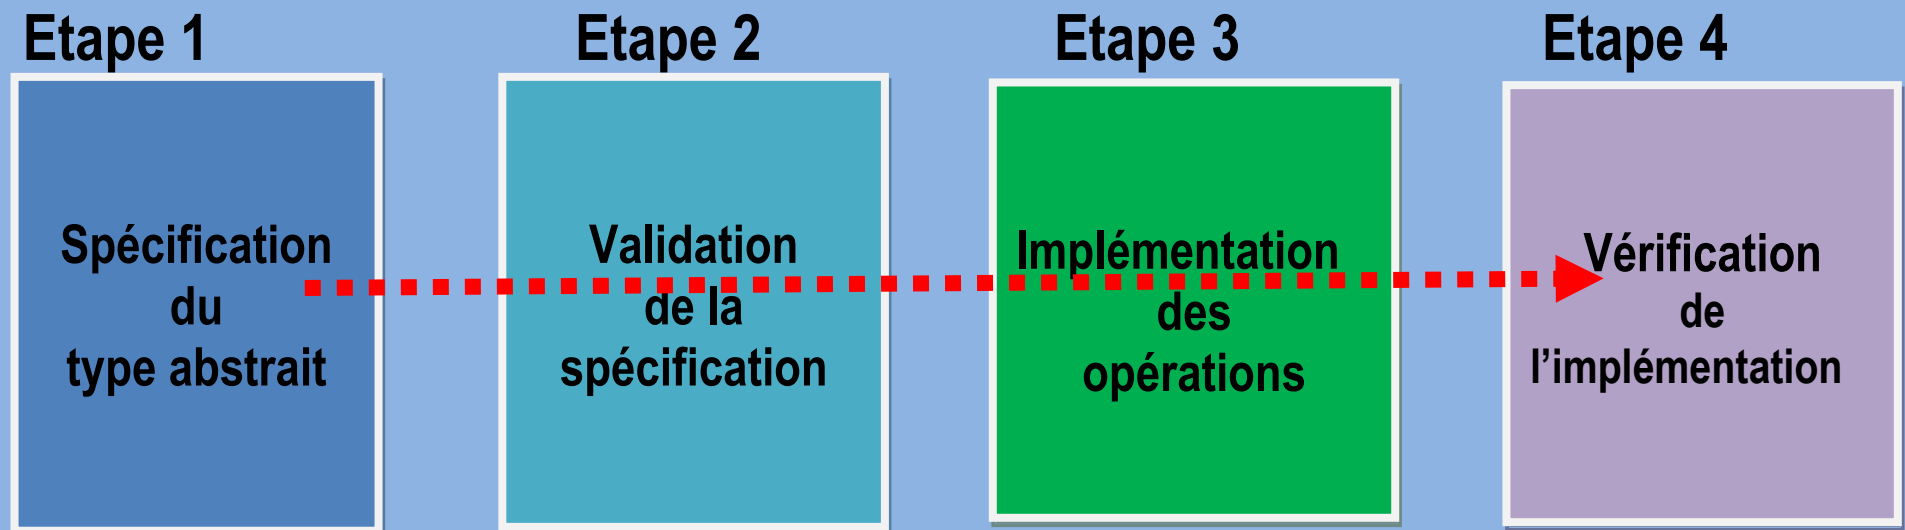 Etape 1
Spécification
du
type abstrait
Etape 2
Validation
de la
spécification
Etape 3
Implémentation
des
opérations
Etape 4
Vérification
de
l’implémentation